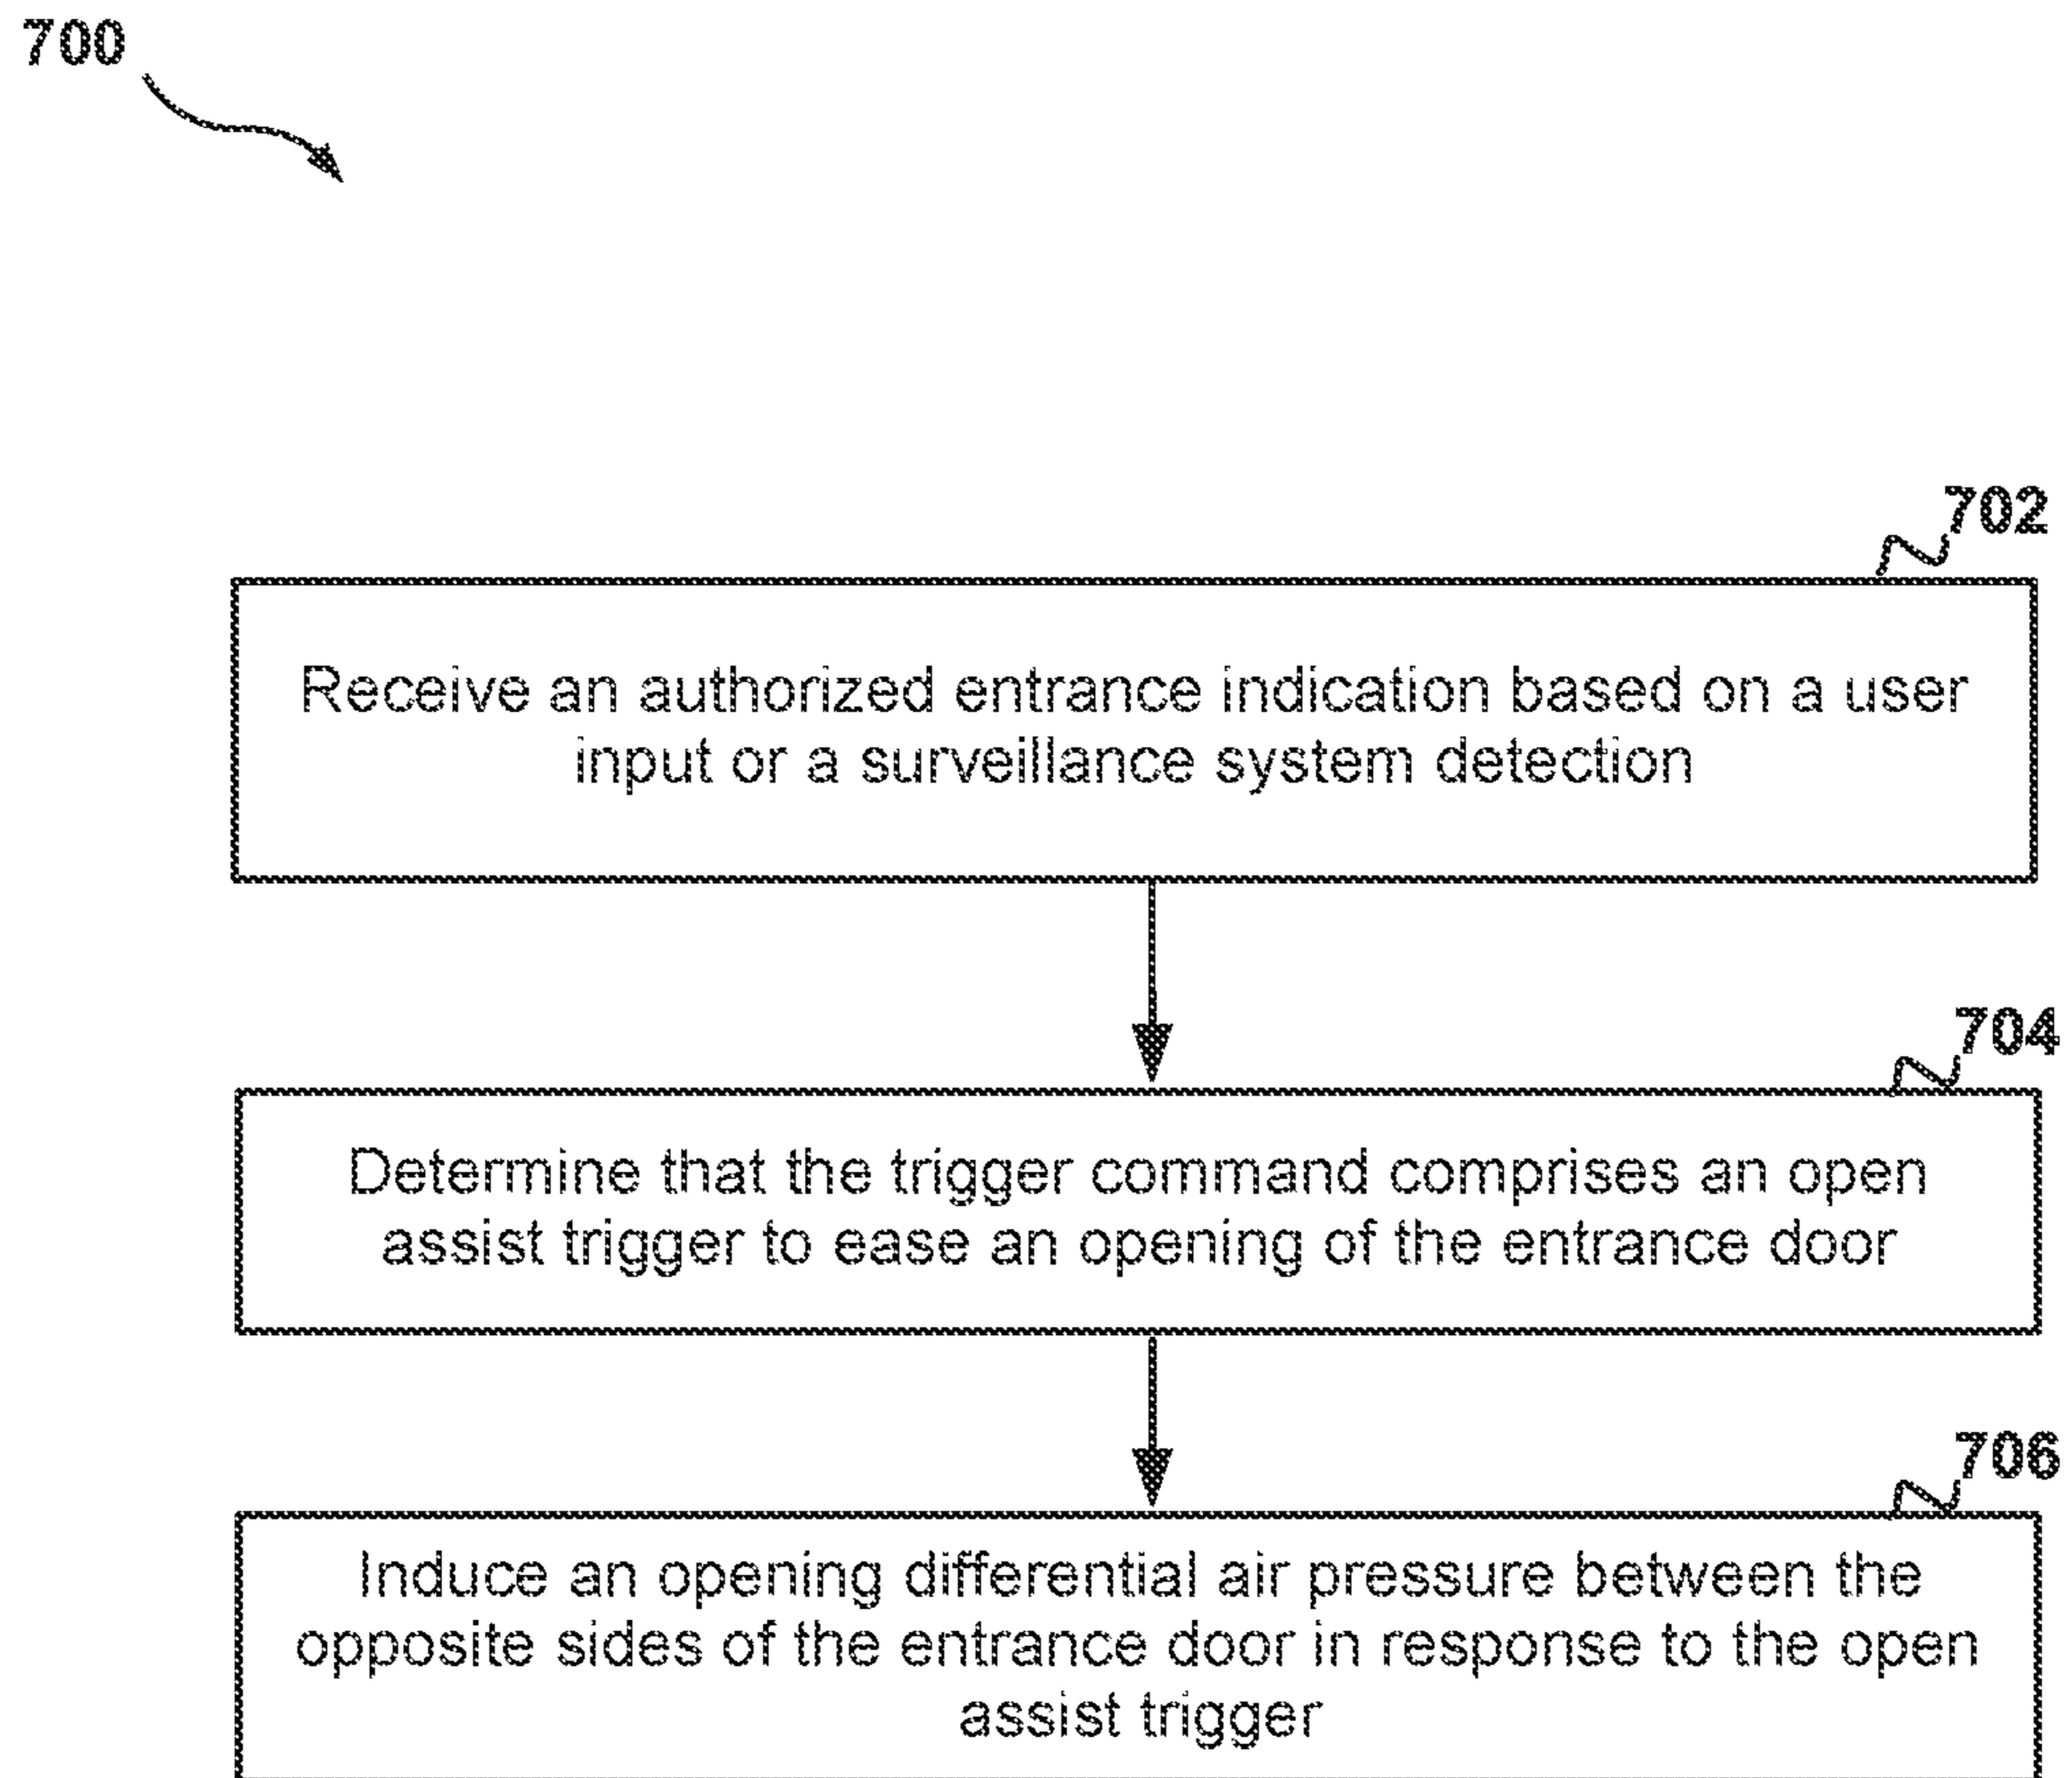 700
702
Receive an authorized entrance indication based on a user
input or a surveillance system detection
704
Determine that the trigger command comprises an open
assist trigger to ease an opening of the entrance door
706
Induce an opening differential air pressure between the
opposite sides of the entrance door in response to the open
assist trigger